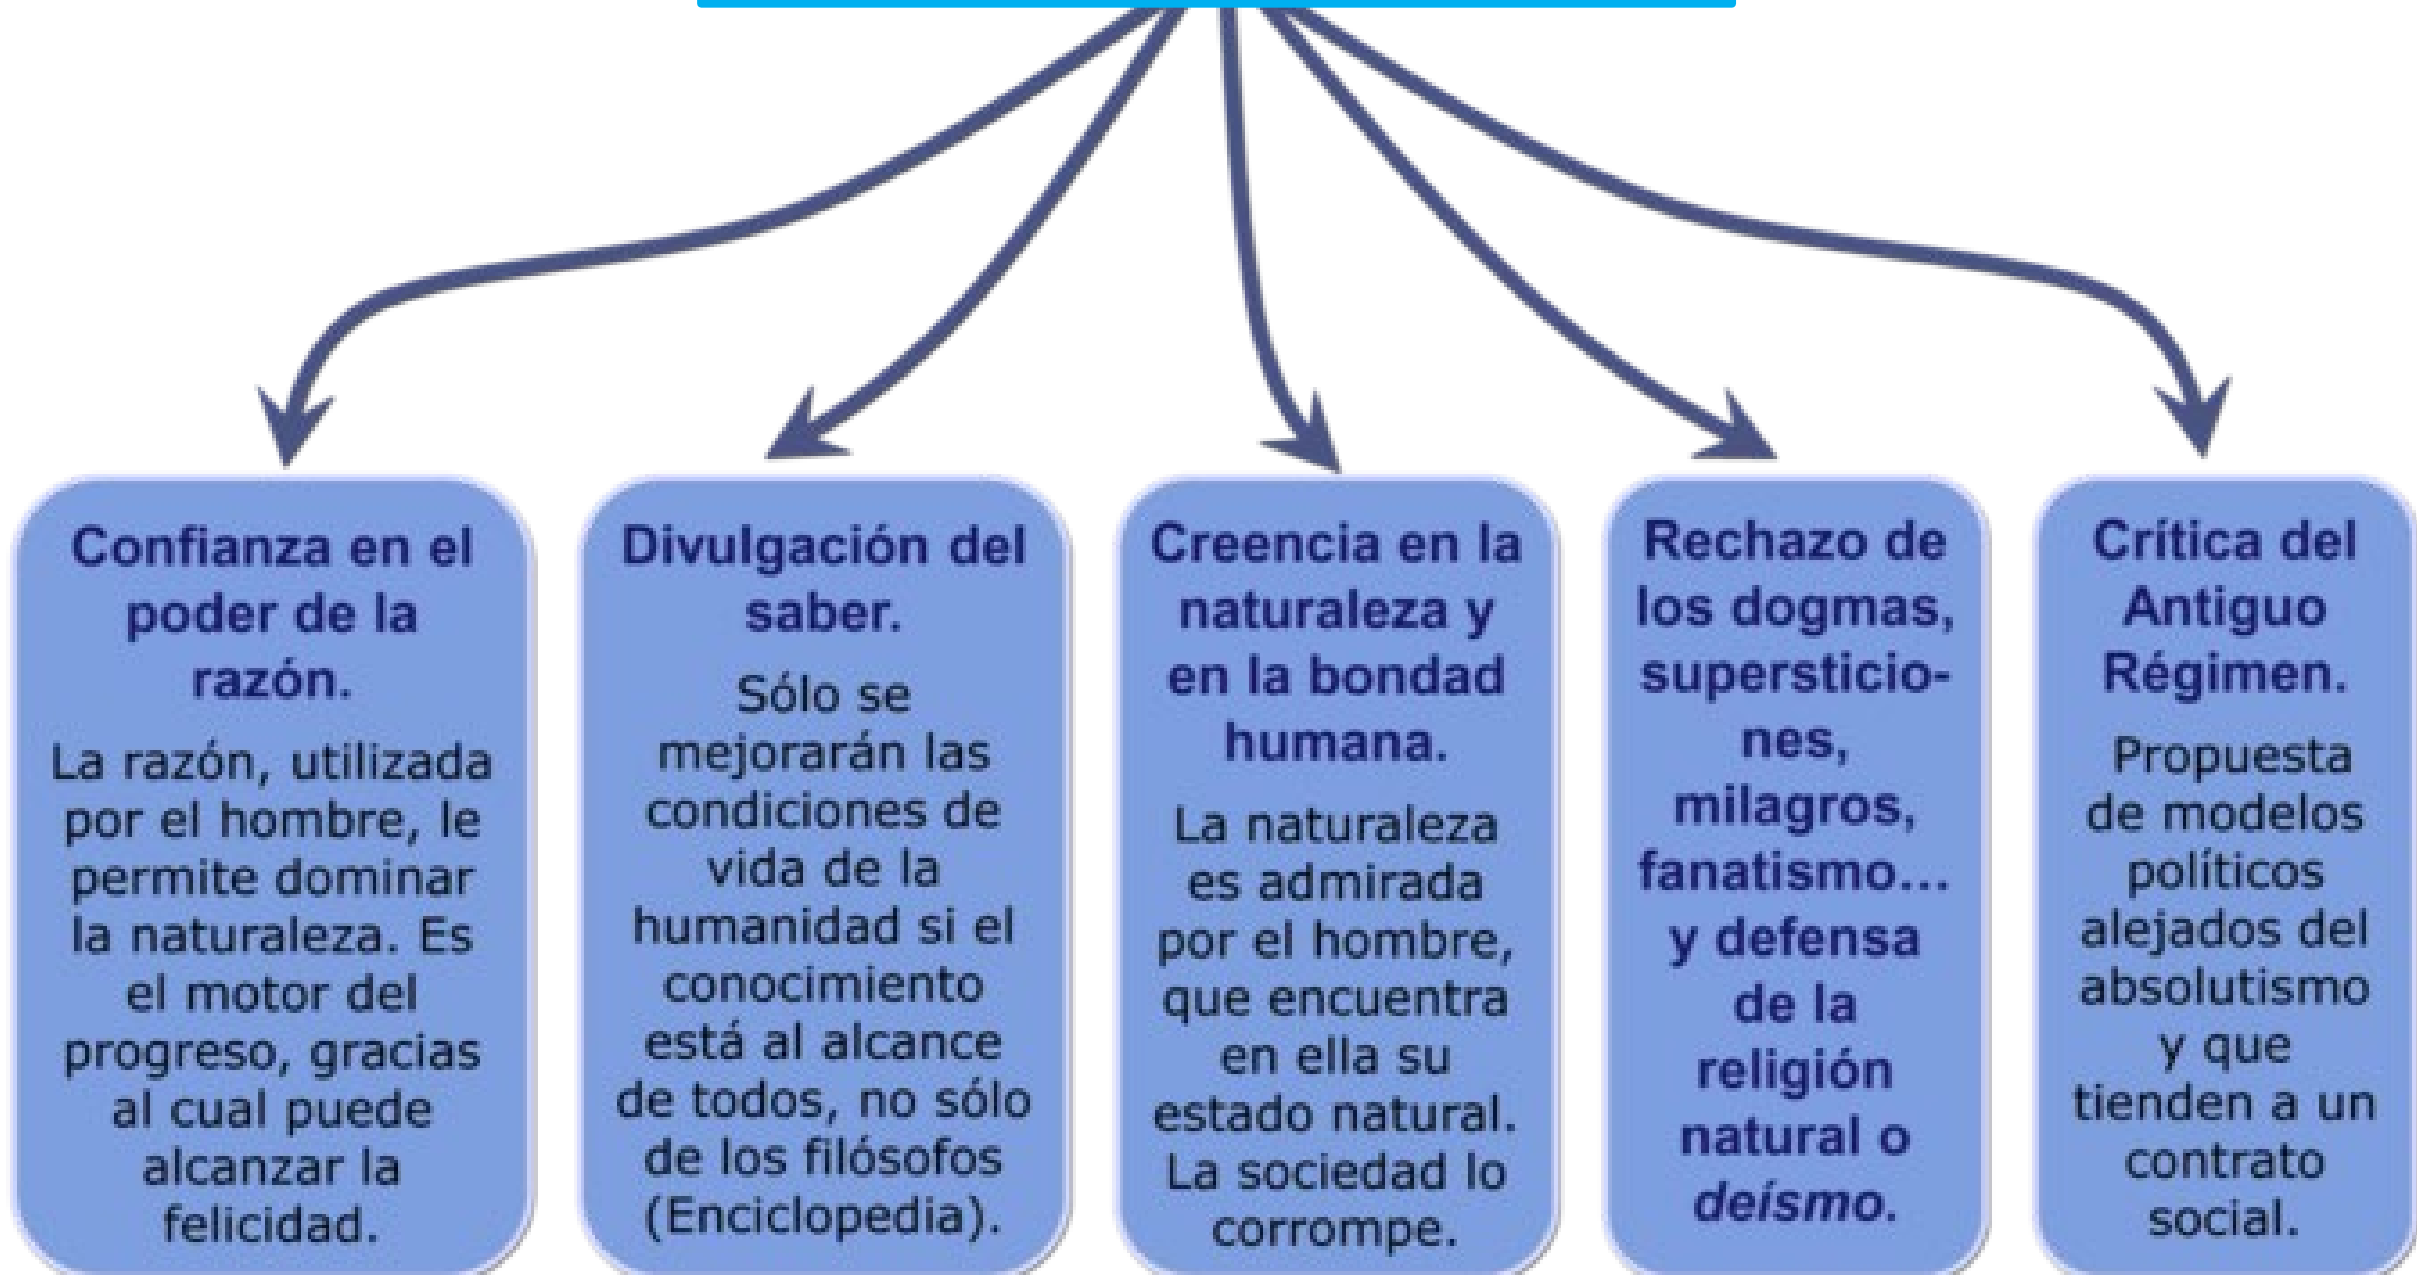 Confianza en el
poder de la
razón.
La razón, utilizada
por el hombre, le
permite dominar
la naturaleza. Es
el motor del
progreso, gracias
al cual puede
alcanzar la
felicidad.
Divulgación del
saber.
Sólo se
mejorarán las
condiciones de
vida de la
humanidad si el
conocimiento
está al alcance
de todos, no sólo
de los filósofos
(Enciclopedia).
Creencia en la
naturaleza y
en la bondad
humana.
La naturaleza
es admirada
por el hombre,
que encuentra
en ella su
estado natural.
La sociedad lo
corrompe.
Rechazo de
los dogmas,
supersticio-
nes,
milagros,
fanatismo...
y defensa
de la
religión
natural o
deísmo.
Crítica del
Antiguo
Régimen.
Propuesta
de modelos
políticos
alejados del
absolutismo
y que
tienden a un
contrato
social.